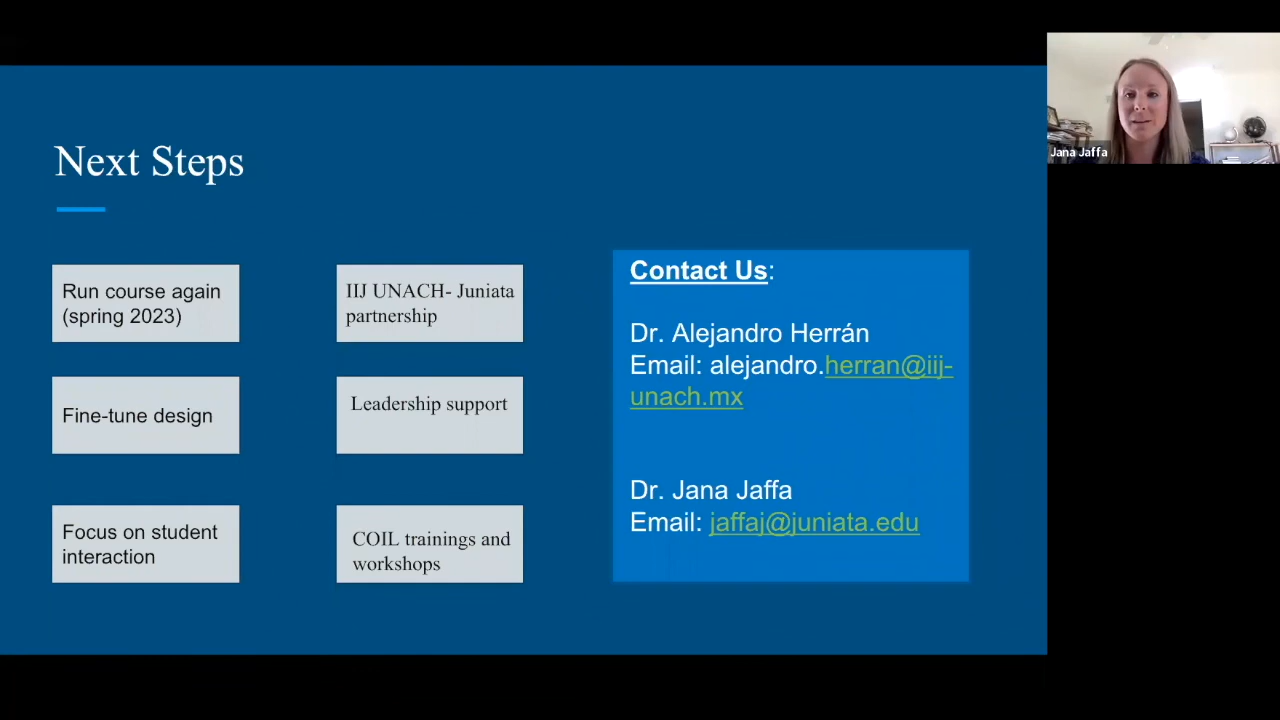 Next Steps
Run course again
(spring 2023)
Fine-tune design
Focus on student
interaction
IIJ UNACH- Juniata
partnership
Leadership support
COIL trainings and
workshops
Contact Us:
Dr. Alejandro Herrán
Email: alejandro.herran@iij-
unach.mx
Dr. Jana Jaffa
Email: jaffaj@juniata.edu
Jana Jaffa